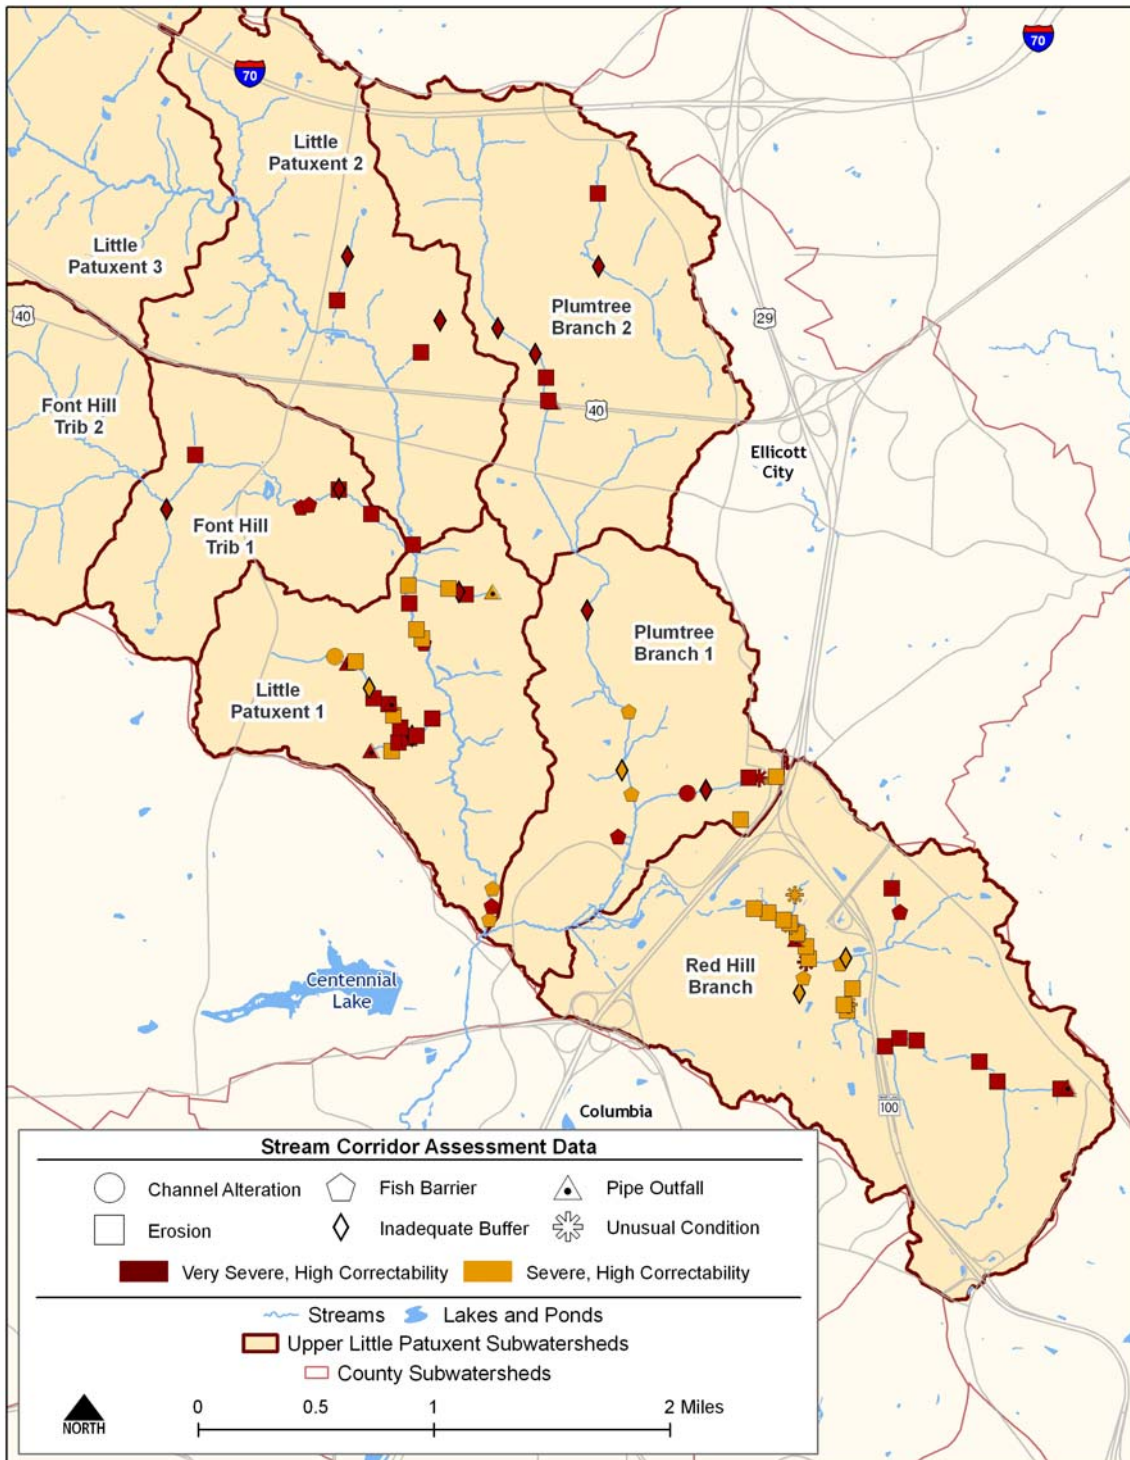 70
70
Little
Patuxent 2
Little
Patuxent 3
Plumtree
Branch 2
40
29
Font Hill
Trib 2
40
Ellicott
City
Font Hill
Trib 1
Plumtree
Branch 1
Little
Patuxent 1
Red Hill
Branch
Centennial
Lake
Columbia
100
Stream Corridor Assessment Data
Channel Alteration
Fish Barrier
Pipe Outfall
Erosion
Inadequate Buffer
Unusual Condition
Very Severe, High Correctability
Severe, High Correctability
Streams
Lakes and Ponds
Upper Little Patuxent Subwatersheds
County Subwatersheds
NORTH
0 0.5 1 2 Miles